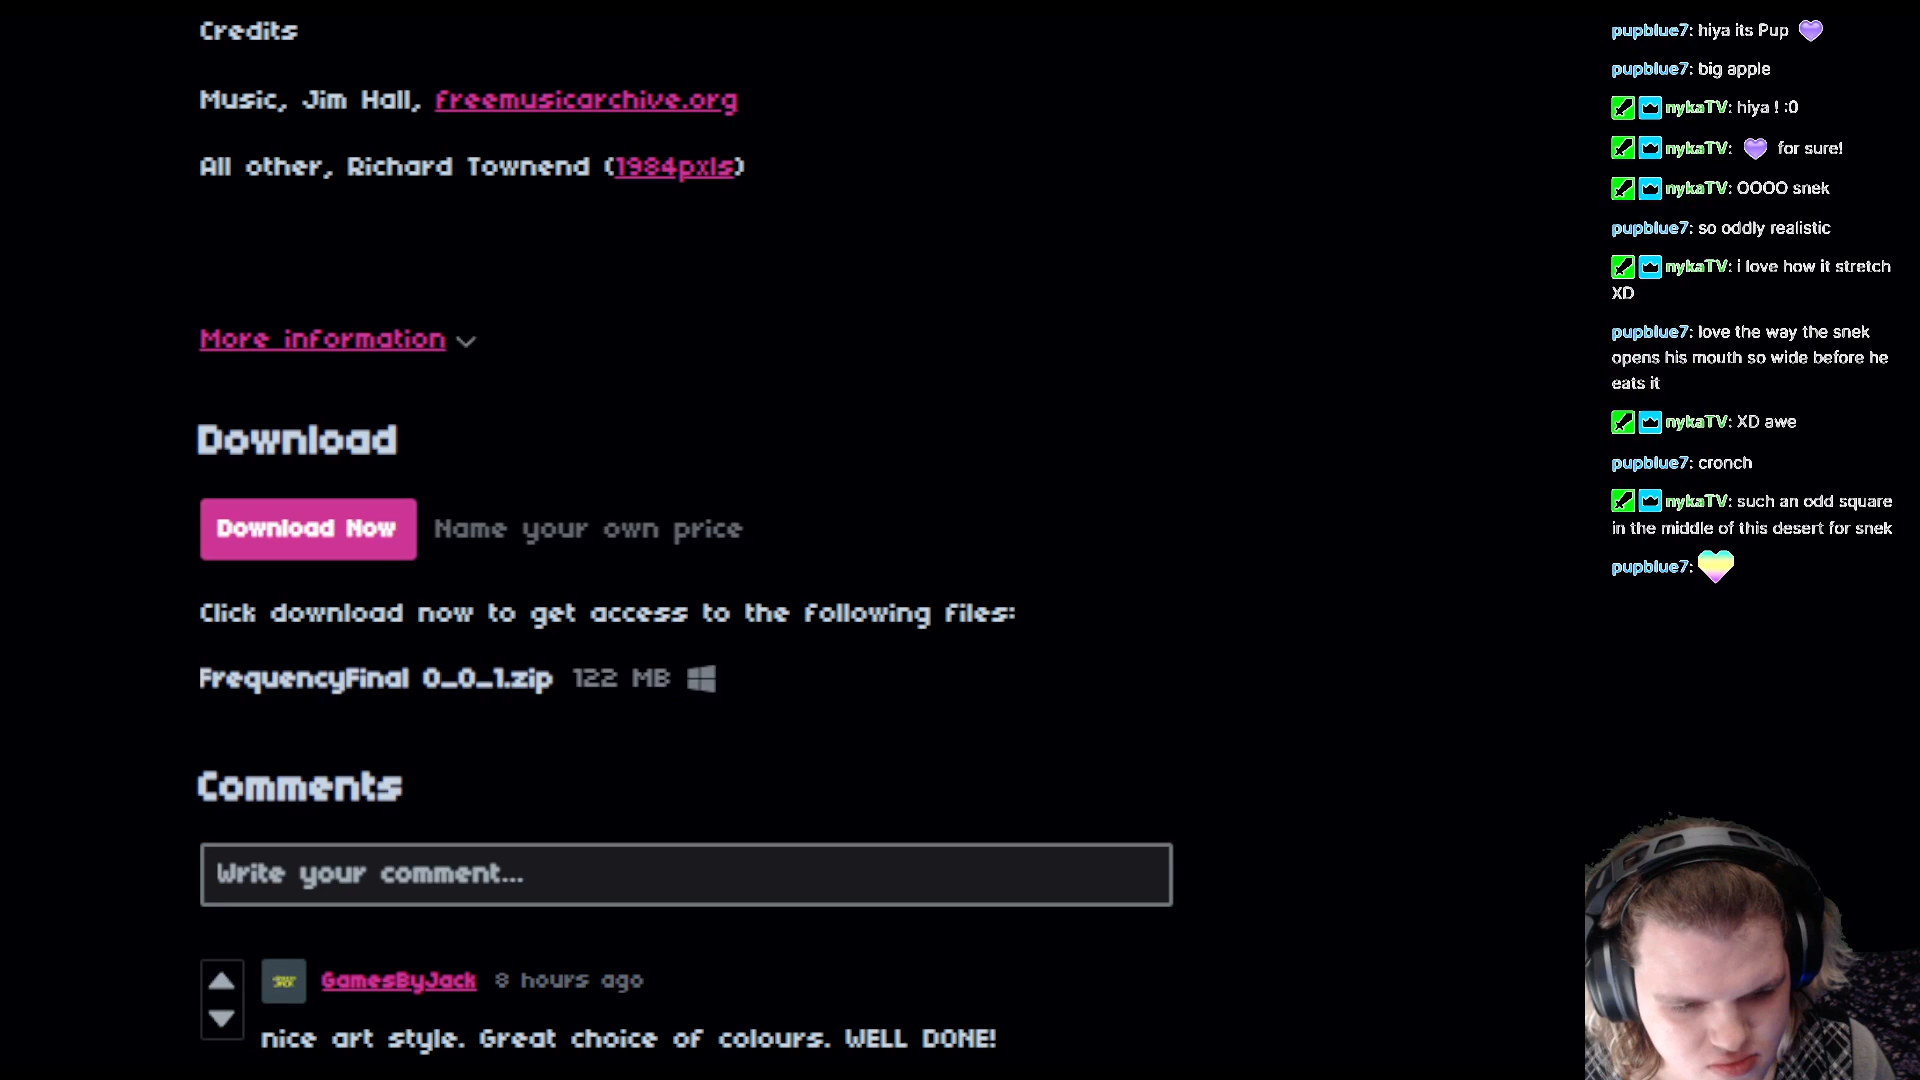 Credits
Music, Jim Hall, freemusicarchive.org
All other, Richard Townend (1984pxls)
More information
Download
Download Now Name your own price
Click download now to get access to the following files:
FrequencyFinal 0_0_1.zip 122 MB
Comments
Write your comment...
GamesByJack 8 hours ago
nice art style. Great choice of colours. WELL DONE!
pupblue7: hiya its Pup
pupblue7: big apple
nykaTV: hiya ! :0
nykaTV: for sure!
nykaTV: OOOO snek
pupblue7: so oddly realistic
nykaTV: i love how it stretch
XD
pupblue7: love the way the snek
opens his mouth so wide before he
eats it
nykaTV: XD awe
pupblue7: cronch
nykaTV: such an odd square
in the middle of this desert for snek
pupblue7: